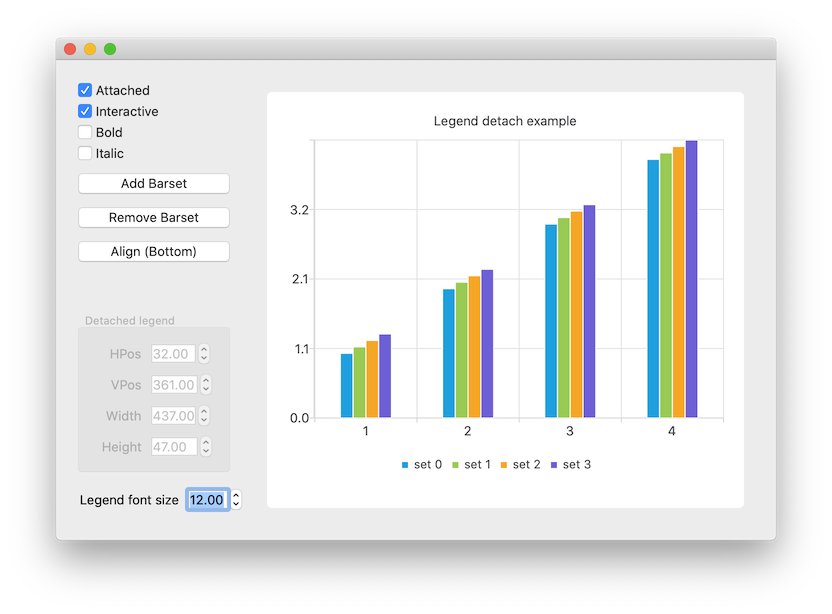 Attached
Interactive
Bold
Italic
Add Barset
Remove Barset
Align (Bottom)
Detached legend
HPos 32.00
VPos 361.00
Width 437.00
Height 47.00
Legend font size 12.00
Legend detach example
3.2
2.1
1.1
0.0
1 2 3 4
set 0 set 1 set 2 set 3